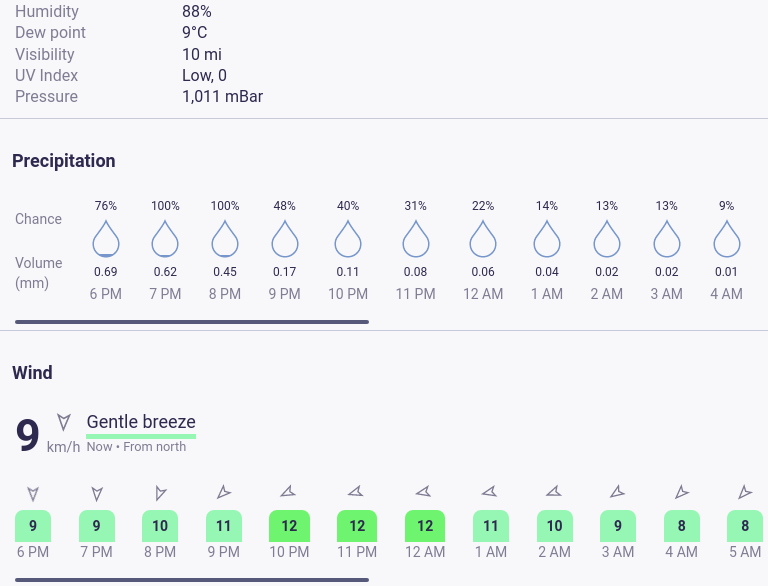 Humidity 88%
Dew point 9°C
Visibility 10 mi
UV Index Low, 0
Pressure 1,011 mBar
Precipitation
Chance 76% 100% 100% 48% 40% 31% 22% 14% 13% 13% 9%
Volume (mm) 0.69 0.62 0.45 0.17 0.11 0.08 0.06 0.04 0.02 0.02 0.01
6 PM 7 PM 8 PM 9 PM 10 PM 11 PM 12 AM 1 AM 2 AM 3 AM 4 AM
Wind
9 km/h Gentle breeze
Now • From north
9 9 10 11 12 12 12 11 10 9 8 8
6 PM 7 PM 8 PM 9 PM 10 PM 11 PM 12 AM 1 AM 2 AM 3 AM 4 AM 5 AM